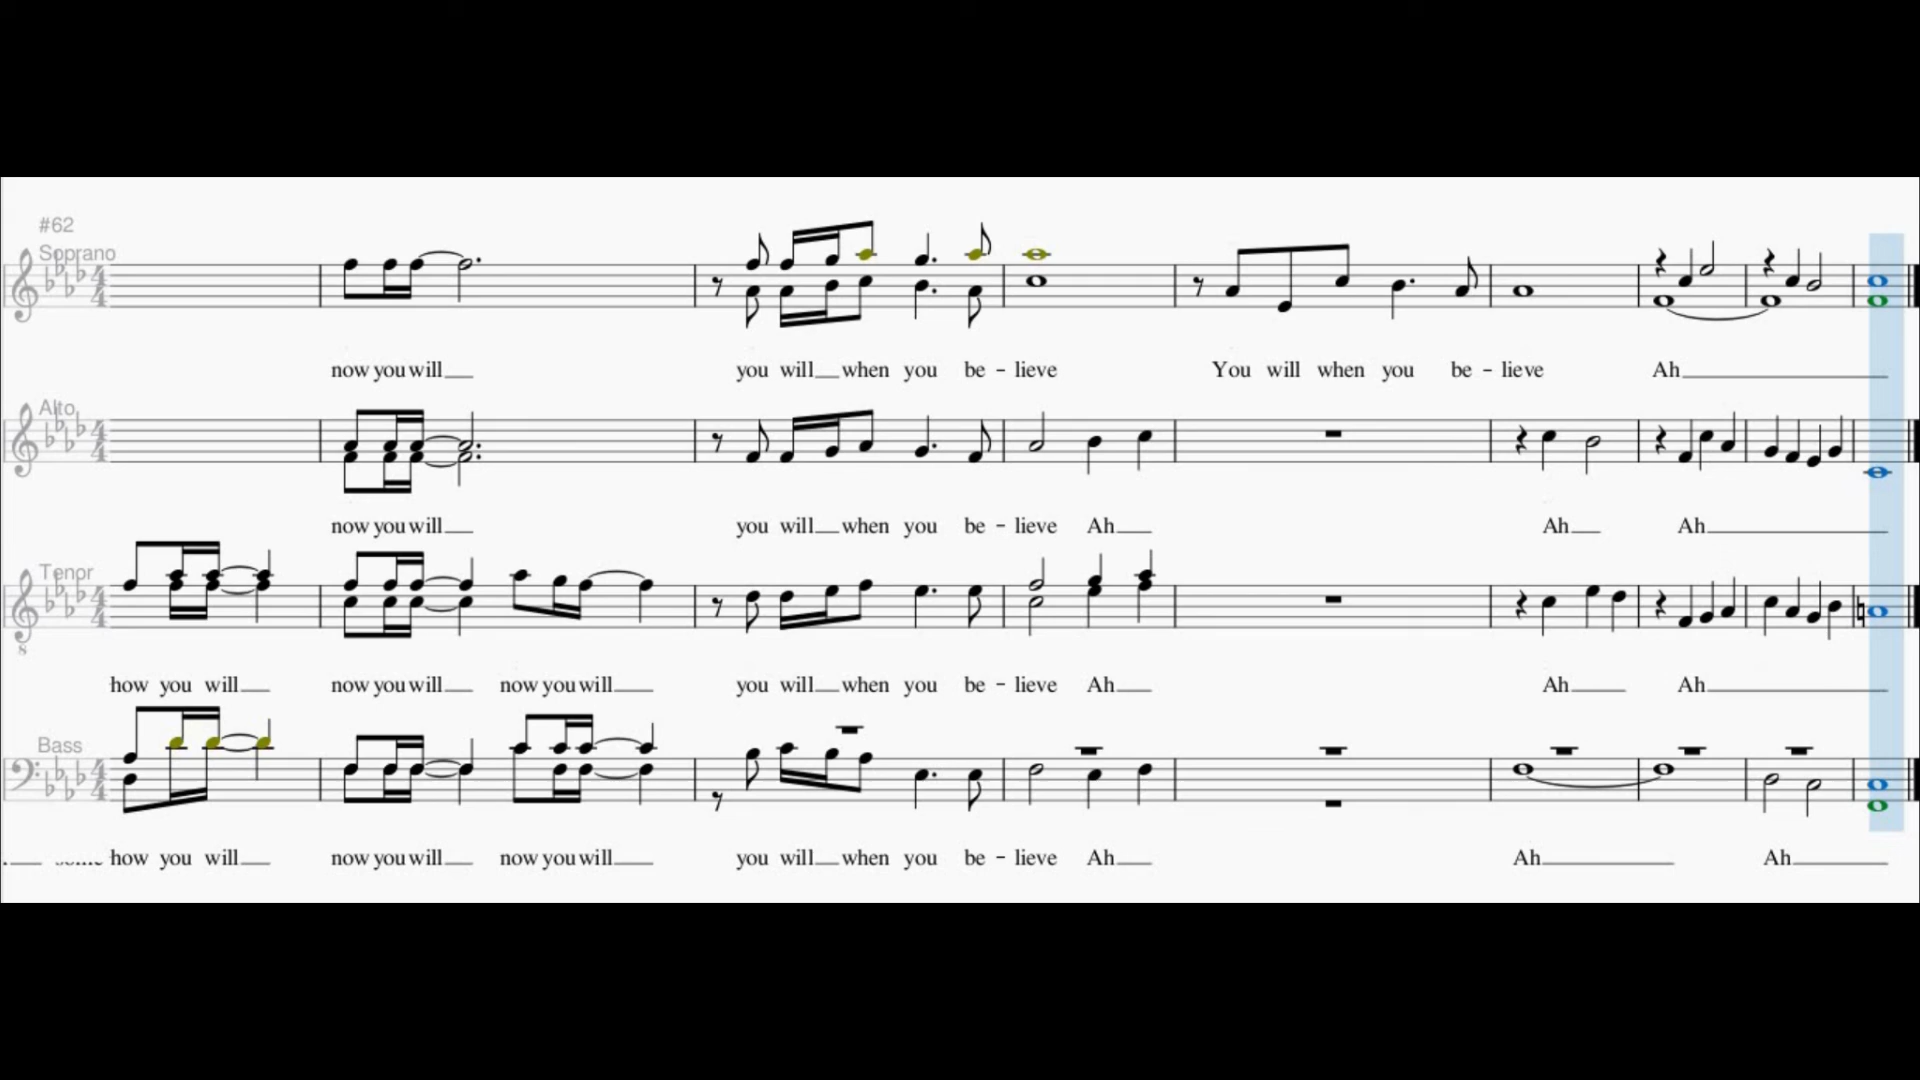 #62
Soprano
now you will you will when you be - lieve You will when you be - lieve Ah
Alto
now you will you will when you be - lieve Ah Ah Ah
Tenor
8
how you will now you will now you will you will when you be - lieve Ah Ah Ah
Bass
how you will now you will now you will you will when you be - lieve Ah Ah Ah